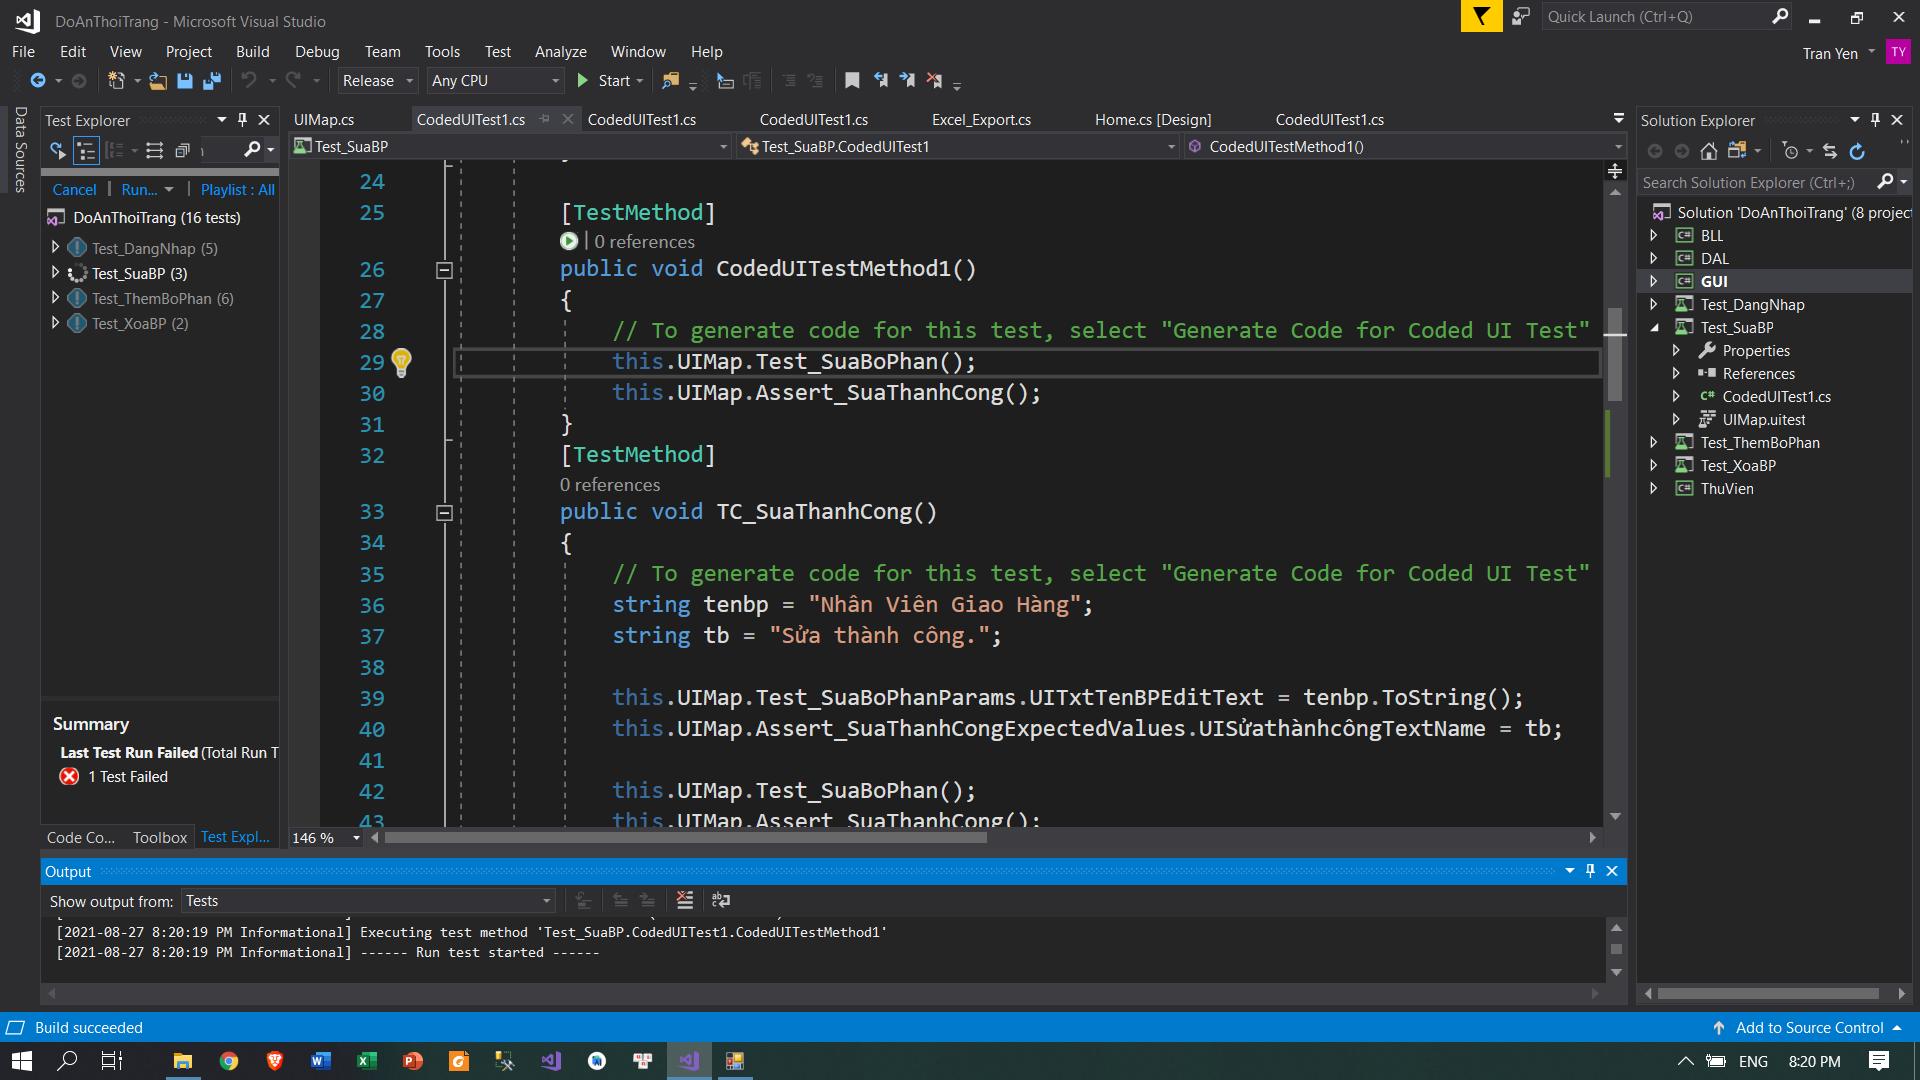 DoAnThoiTrang - Microsoft Visual Studio
Quick Launch (Ctrl+Q)
File Edit View Project Build Debug Team Tools Test Analyze Window Help
Tran Yen TY
Release Any CPU Start
Data Sources
Test Explorer
Cancel Run... Playlist : All
DoAnThoiTrang (16 tests)
Test_DangNhap (5)
Test_SuaBP (3)
Test_ThemBoPhan (6)
Test_XoaBP (2)
Summary
Last Test Run Failed (Total Run T
1 Test Failed
Code Co... Toolbox Test Expl...
UIMap.cs CodedUITest1.cs CodedUITest1.cs CodedUITest1.cs Excel_Export.cs Home.cs [Design] CodedUITest1.cs
Test_SuaBP Test_SuaBP.CodedUITest1 CodedUITestMethod1()
24
25 [TestMethod]
0 references
26 public void CodedUITestMethod1()
27 {
28 // To generate code for this test, select "Generate Code for Coded UI Test"
29 this.UIMap.Test_SuaBoPhan();
30 this.UIMap.Assert_SuaThanhCong();
31 }
32 [TestMethod]
0 references
33 public void TC_SuaThanhCong()
34 {
35 // To generate code for this test, select "Generate Code for Coded UI Test"
36 string tenbp = "Nhân Viên Giao Hàng";
37 string tb = "Sửa thành công.";
38
39 this.UIMap.Test_SuaBoPhanParams.UITxtTenBPEditText = tenbp.ToString();
40 this.UIMap.Assert_SuaThanhCongExpectedValues.UISửathànhcôngTextName = tb;
41
42 this.UIMap.Test_SuaBoPhan();
43 this.UIMap.Assert_SuaThanhCong();
146 %
Output
Show output from: Tests
[2021-08-27 8:20:19 PM Informational] Executing test method 'Test_SuaBP.CodedUITest1.CodedUITestMethod1'
[2021-08-27 8:20:19 PM Informational] ------ Run test started ------
Solution Explorer
Search Solution Explorer (Ctrl+;)
Solution 'DoAnThoiTrang' (8 project
BLL
DAL
GUI
Test_DangNhap
Test_SuaBP
Properties
References
CodedUITest1.cs
UIMap.uitest
Test_ThemBoPhan
Test_XoaBP
ThuVien
Build succeeded
Add to Source Control
ENG 8:20 PM